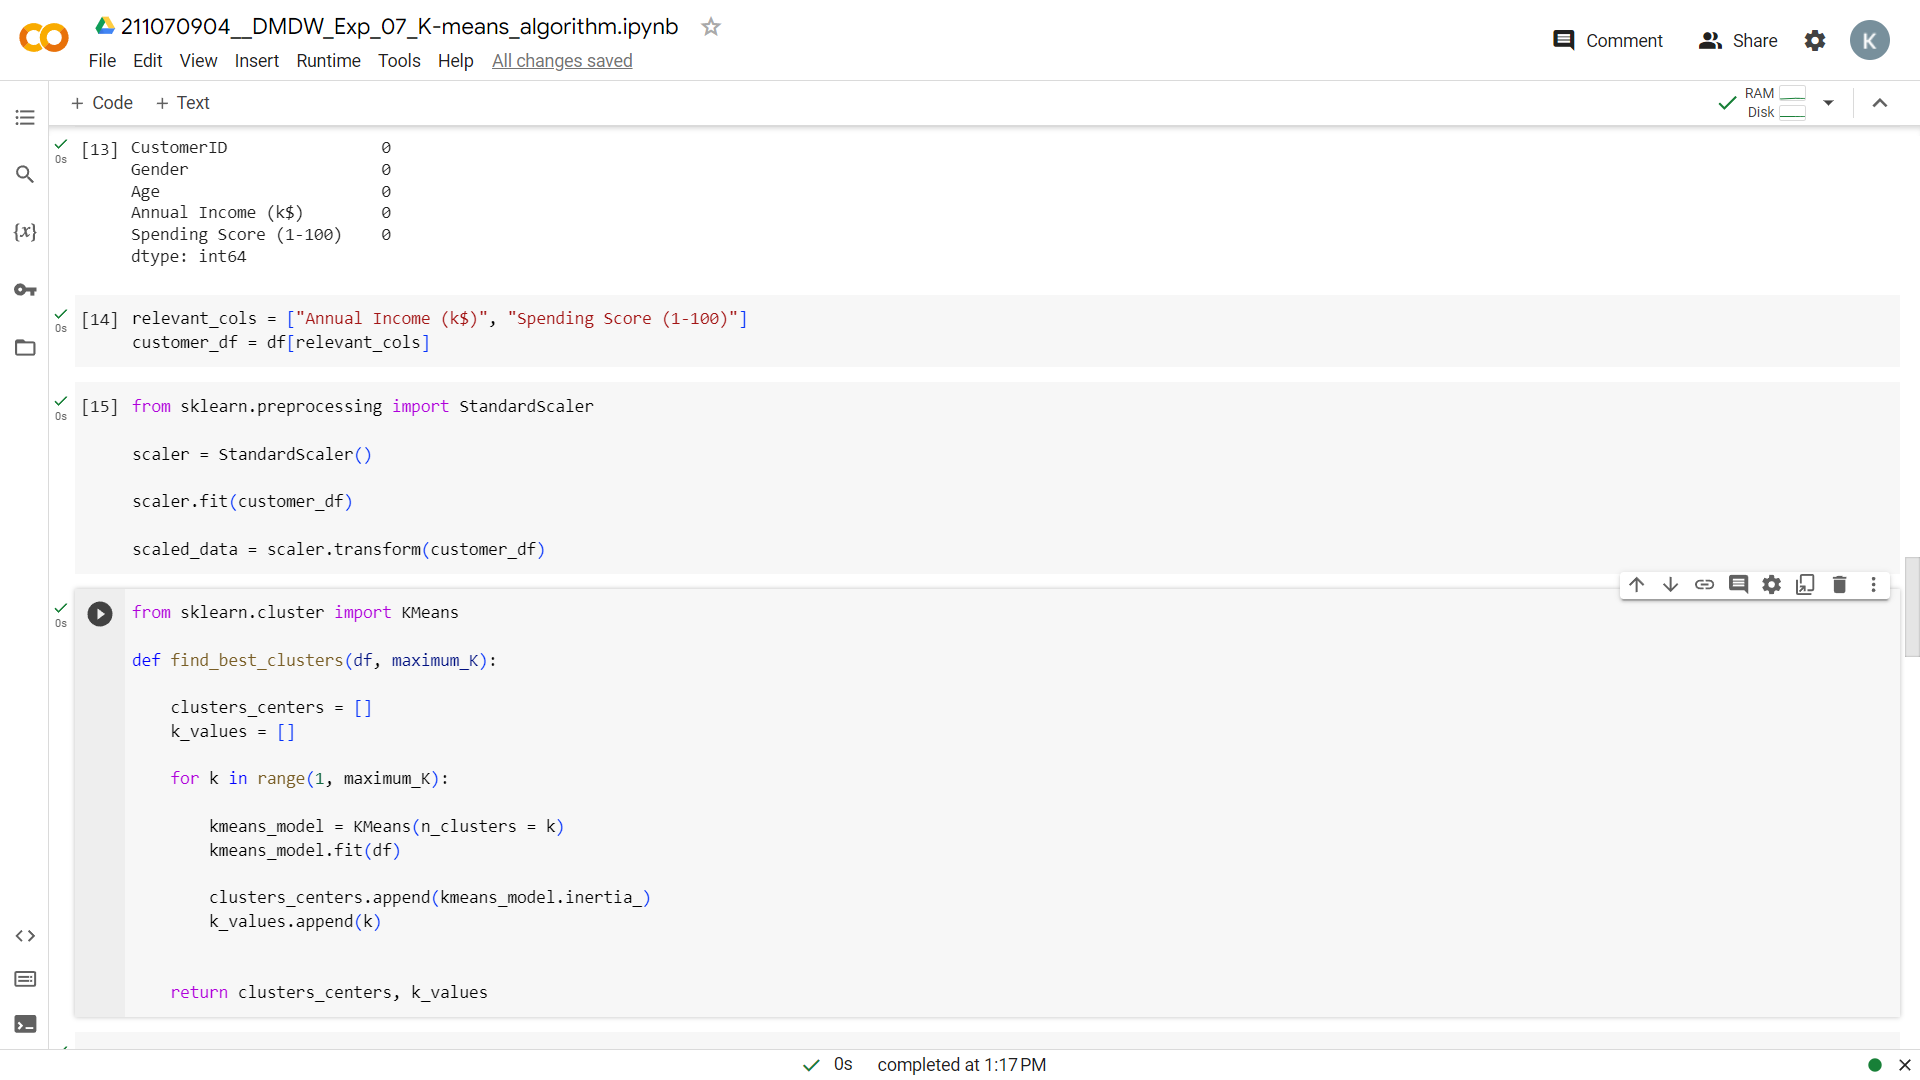 211070904__DMDW_Exp_07_K-means_algorithm.ipynb
File Edit View Insert Runtime Tools Help All changes saved
Comment Share K
+ Code + Text
RAM
Disk
0s
[13] CustomerID 0
Gender 0
Age 0
Annual Income (k$) 0
Spending Score (1-100) 0
dtype: int64
{x}
0s
[14] relevant_cols = ["Annual Income (k$)", "Spending Score (1-100)"]
customer_df = df[relevant_cols]
0s
[15] from sklearn.preprocessing import StandardScaler
scaler = StandardScaler()
scaler.fit(customer_df)
scaled_data = scaler.transform(customer_df)
0s
from sklearn.cluster import KMeans
def find_best_clusters(df, maximum_K):
clusters_centers = []
k_values = []
for k in range(1, maximum_K):
kmeans_model = KMeans(n_clusters = k)
kmeans_model.fit(df)
clusters_centers.append(kmeans_model.inertia_)
k_values.append(k)
return clusters_centers, k_values
0s completed at 1:17 PM